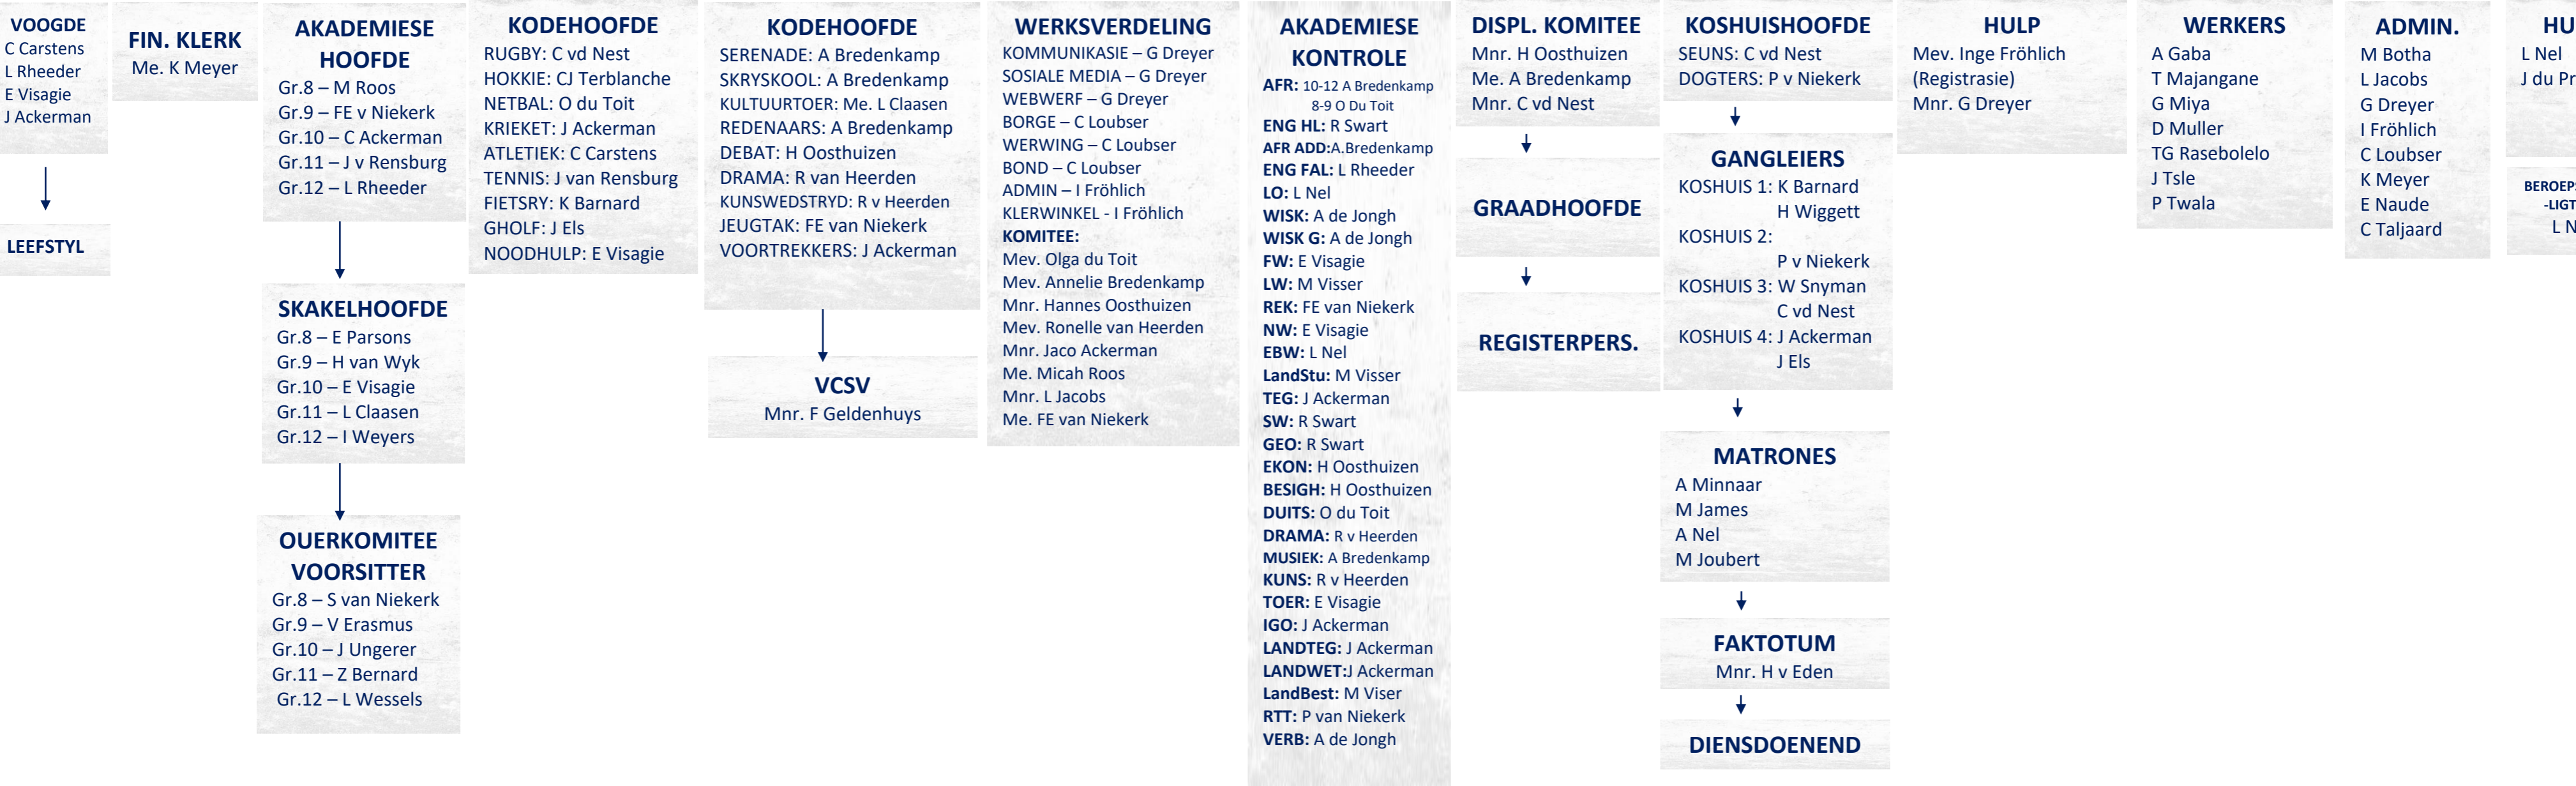 VOOGDE
C Carstens
L Rheeder
E Visagie
J Ackerman
LEEFSTYL
FIN. KLERK
Me. K Meyer
AKADEMIESE
HOOFDE
Gr.8 – M Roos
Gr.9 – FE v Niekerk
Gr.10 – C Ackerman
Gr.11 – J v Rensburg
Gr.12 – L Rheeder
SKAKELHOOFDE
Gr.8 – E Parsons
Gr.9 – H van Wyk
Gr.10 – E Visagie
Gr.11 – L Claasen
Gr.12 – I Weyers
OUERKOMITEE
VOORSITTER
Gr.8 – S van Niekerk
Gr.9 – V Erasmus
Gr.10 – J Ungerer
Gr.11 – Z Bernard
Gr.12 – L Wessels
KODEHOOFDE
RUGBY: C vd Nest
HOKKIE: CJ Terblanche
NETBAL: O du Toit
KRIEKET: J Ackerman
ATLETIEK: C Carstens
TENNIS: J van Rensburg
FIETSRY: K Barnard
GHOLF: J Els
NOODHULP: E Visagie
KODEHOOFDE
SERENADE: A Bredenkamp
SKRYSKOOL: A Bredenkamp
KULTUURTOER: Me. L Claasen
REDENAARS: A Bredenkamp
DEBAT: H Oosthuizen
DRAMA: R van Heerden
KUNSWEDSTRYD: R v Heerden
JEUGTAK: FE van Niekerk
VOORTREKKERS: J Ackerman
VCSV
Mnr. F Geldenhuys
WERKSVERDELING
KOMMUNIKASIE – G Dreyer
SOSIALE MEDIA – G Dreyer
WEBWERF – G Dreyer
BORGE – C Loubser
WERWING – C Loubser
BOND – C Loubser
ADMIN – I Fröhlich
KLERWINKEL - I Fröhlich
KOMITEE:
Mev. Olga du Toit
Mev. Annelie Bredenkamp
Mnr. Hannes Oosthuizen
Mev. Ronelle van Heerden
Mnr. Jaco Ackerman
Me. Micah Roos
Mnr. L Jacobs
Me. FE van Niekerk
AKADEMIESE
KONTROLE
AFR: 10-12 A Bredenkamp
8-9 O Du Toit
ENG HL: R Swart
AFR ADD:A.Bredenkamp
ENG FAL: L Rheeder
LO: L Nel
WISK: A de Jongh
WISK G: A de Jongh
FW: E Visagie
LW: M Visser
REK: FE van Niekerk
NW: E Visagie
EBW: L Nel
LandStu: M Visser
TEG: J Ackerman
SW: R Swart
GEO: R Swart
EKON: H Oosthuizen
BESIGH: H Oosthuizen
DUITS: O du Toit
DRAMA: R v Heerden
MUSIEK: A Bredenkamp
KUNS: R v Heerden
TOER: E Visagie
IGO: J Ackerman
LANDTEG: J Ackerman
LANDWET:J Ackerman
LandBest: M Viser
RTT: P van Niekerk
VERB: A de Jongh
DISPL. KOMITEE
Mnr. H Oosthuizen
Me. A Bredenkamp
Mnr. C vd Nest
GRAADHOOFDE
REGISTERPERS.
KOSHUISHOOFDE
SEUNS: C vd Nest
DOGTERS: P v Niekerk
GANGLEIERS
KOSHUIS 1: K Barnard
H Wiggett
KOSHUIS 2:
P v Niekerk
KOSHUIS 3: W Snyman
C vd Nest
KOSHUIS 4: J Ackerman
J Els
MATRONES
A Minnaar
M James
A Nel
M Joubert
FAKTOTUM
Mnr. H v Eden
DIENSDOENEND
HULP
Mev. Inge Fröhlich
(Registrasie)
Mnr. G Dreyer
WERKERS
A Gaba
T Majangane
G Miya
D Muller
TG Rasebolelo
J Tsle
P Twala
ADMIN.
M Botha
L Jacobs
G Dreyer
I Fröhlich
C Loubser
K Meyer
E Naude
C Taljaard
HU
L Nel
J du Pr
BEROEP
-LIGT
L N